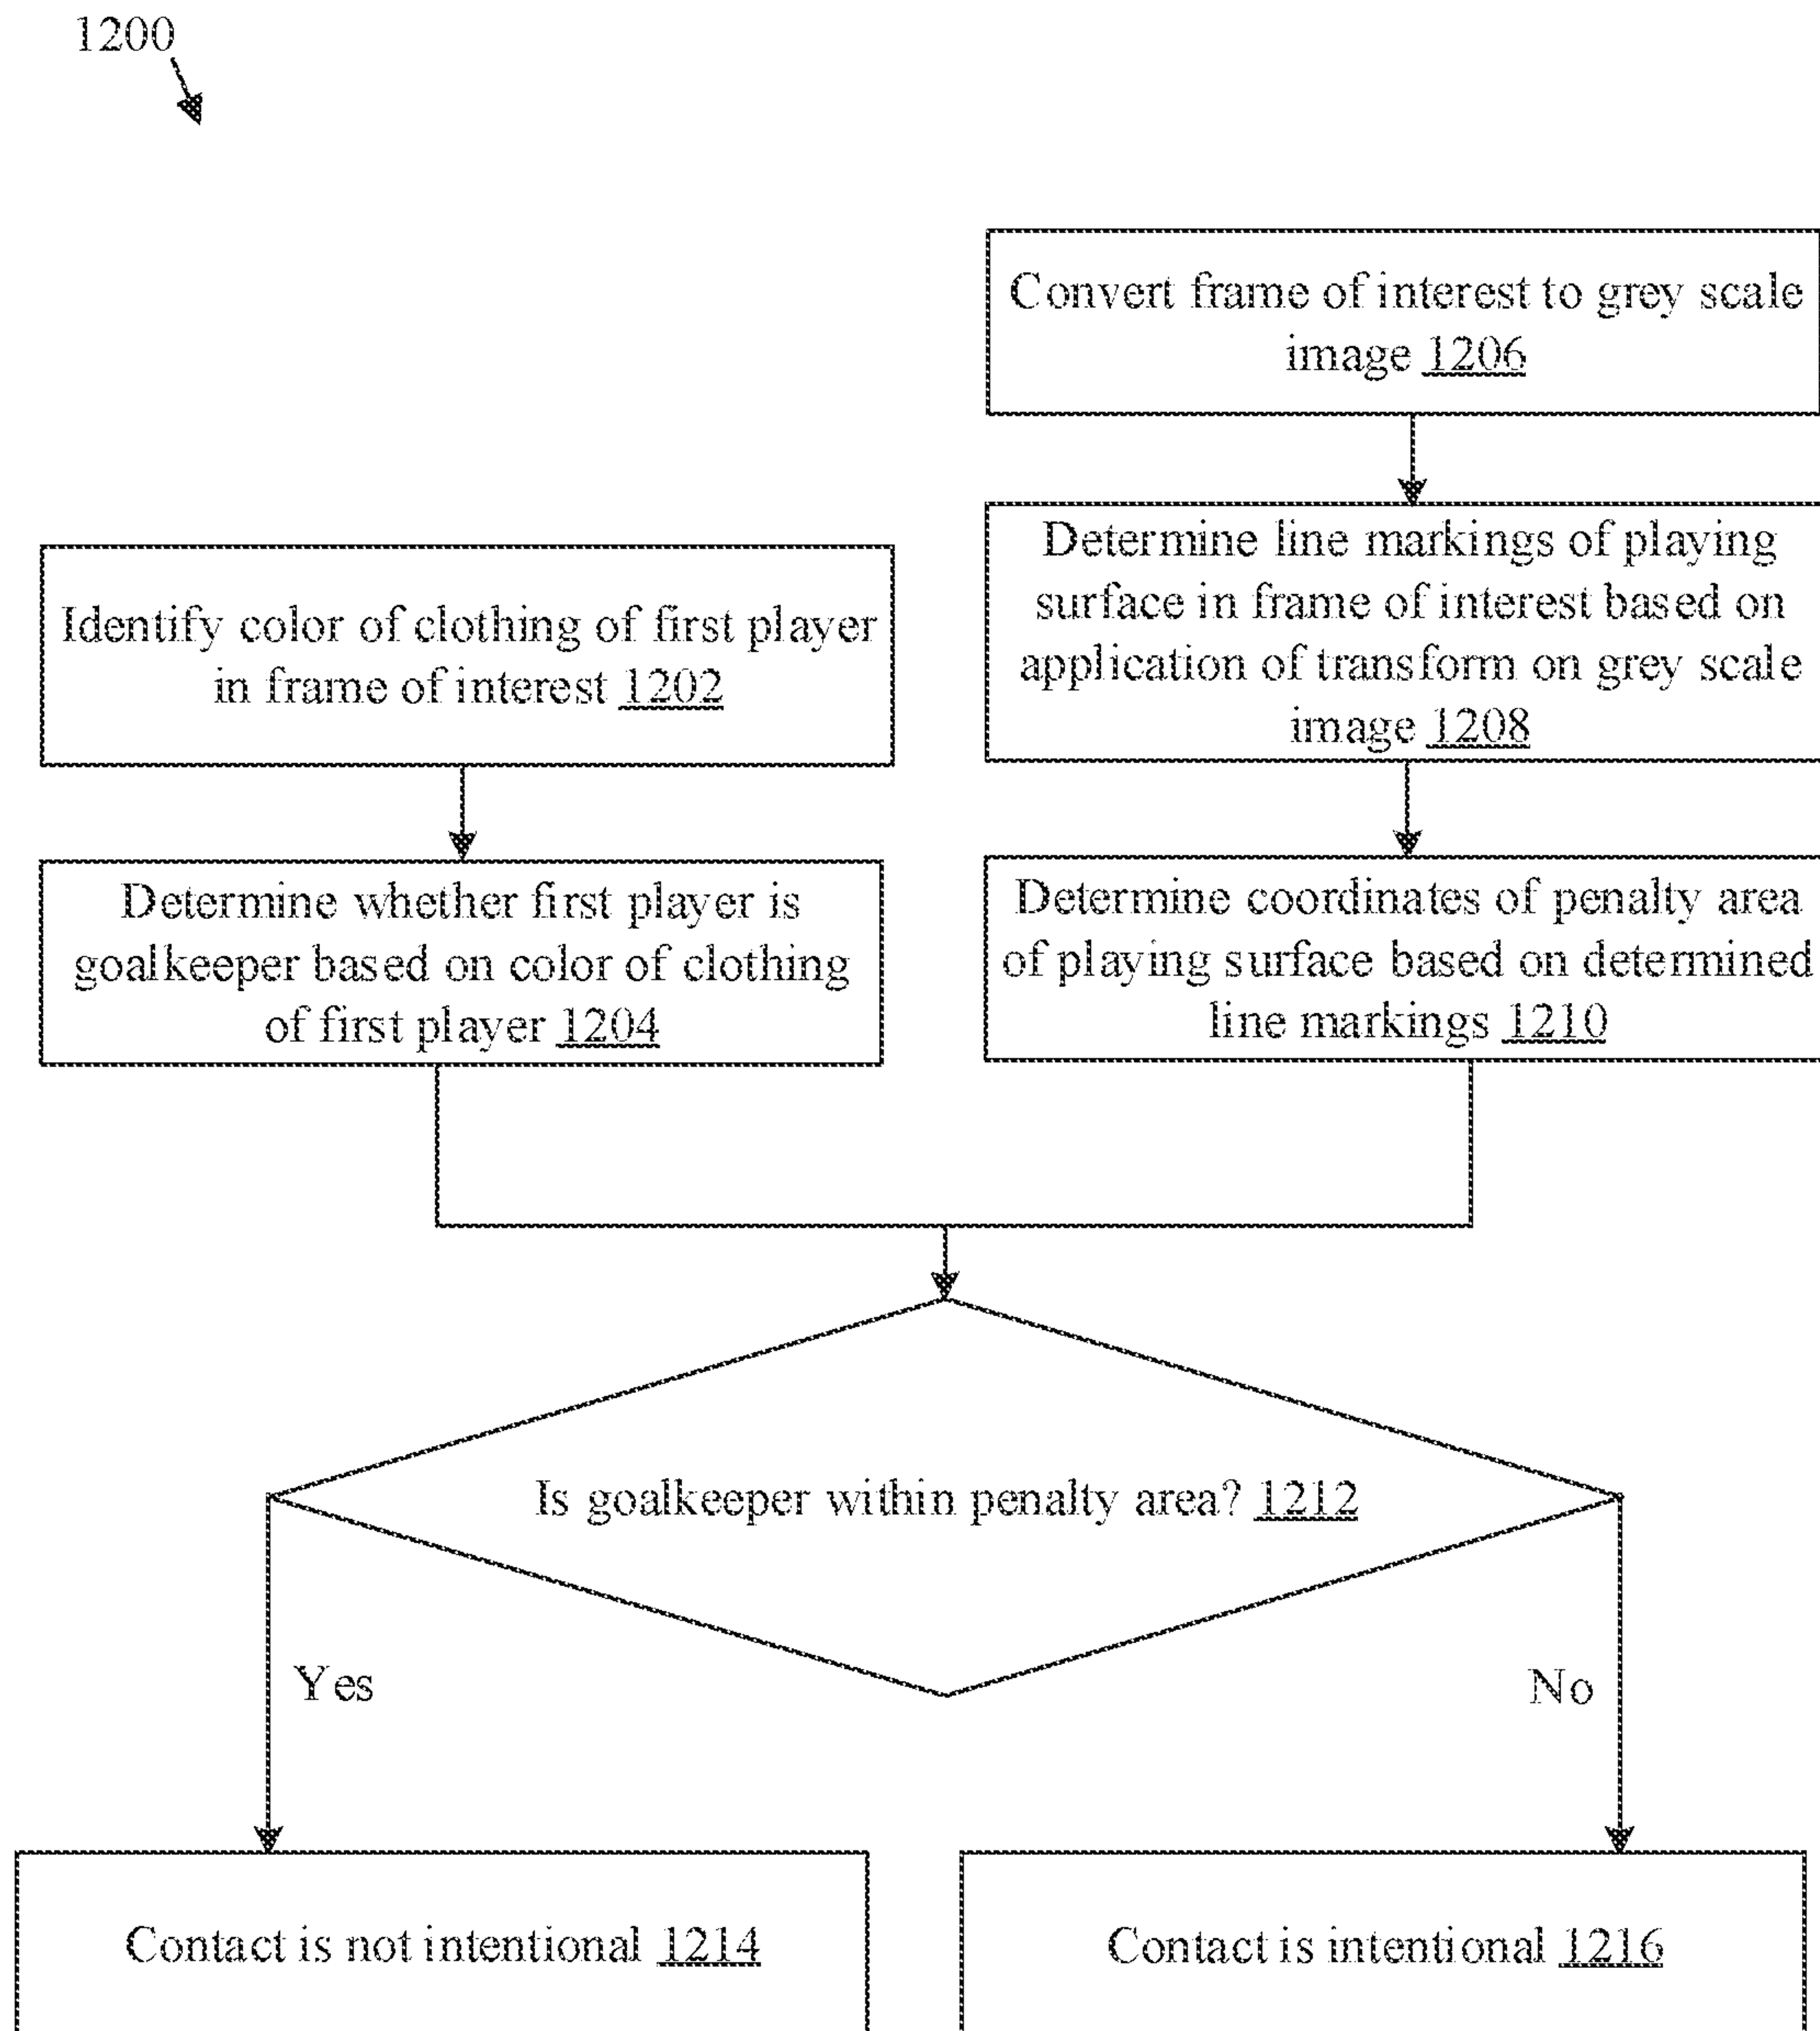 1200
Convert frame of interest to grey scale
image 1206
Determine line markings of playing
surface in frame of interest based on
application of transform on grey scale
image 1208
Identify color of clothing of first player
in frame of interest 1202
Determine whether first player is
goalkeeper based on color of clothing
of first player 1204
Determine coordinates of penalty area
of playing surface based on determined
line markings 1210
Is goalkeeper within penalty area? 1212
Yes
No
Contact is not intentional 1214
Contact is intentional 1216